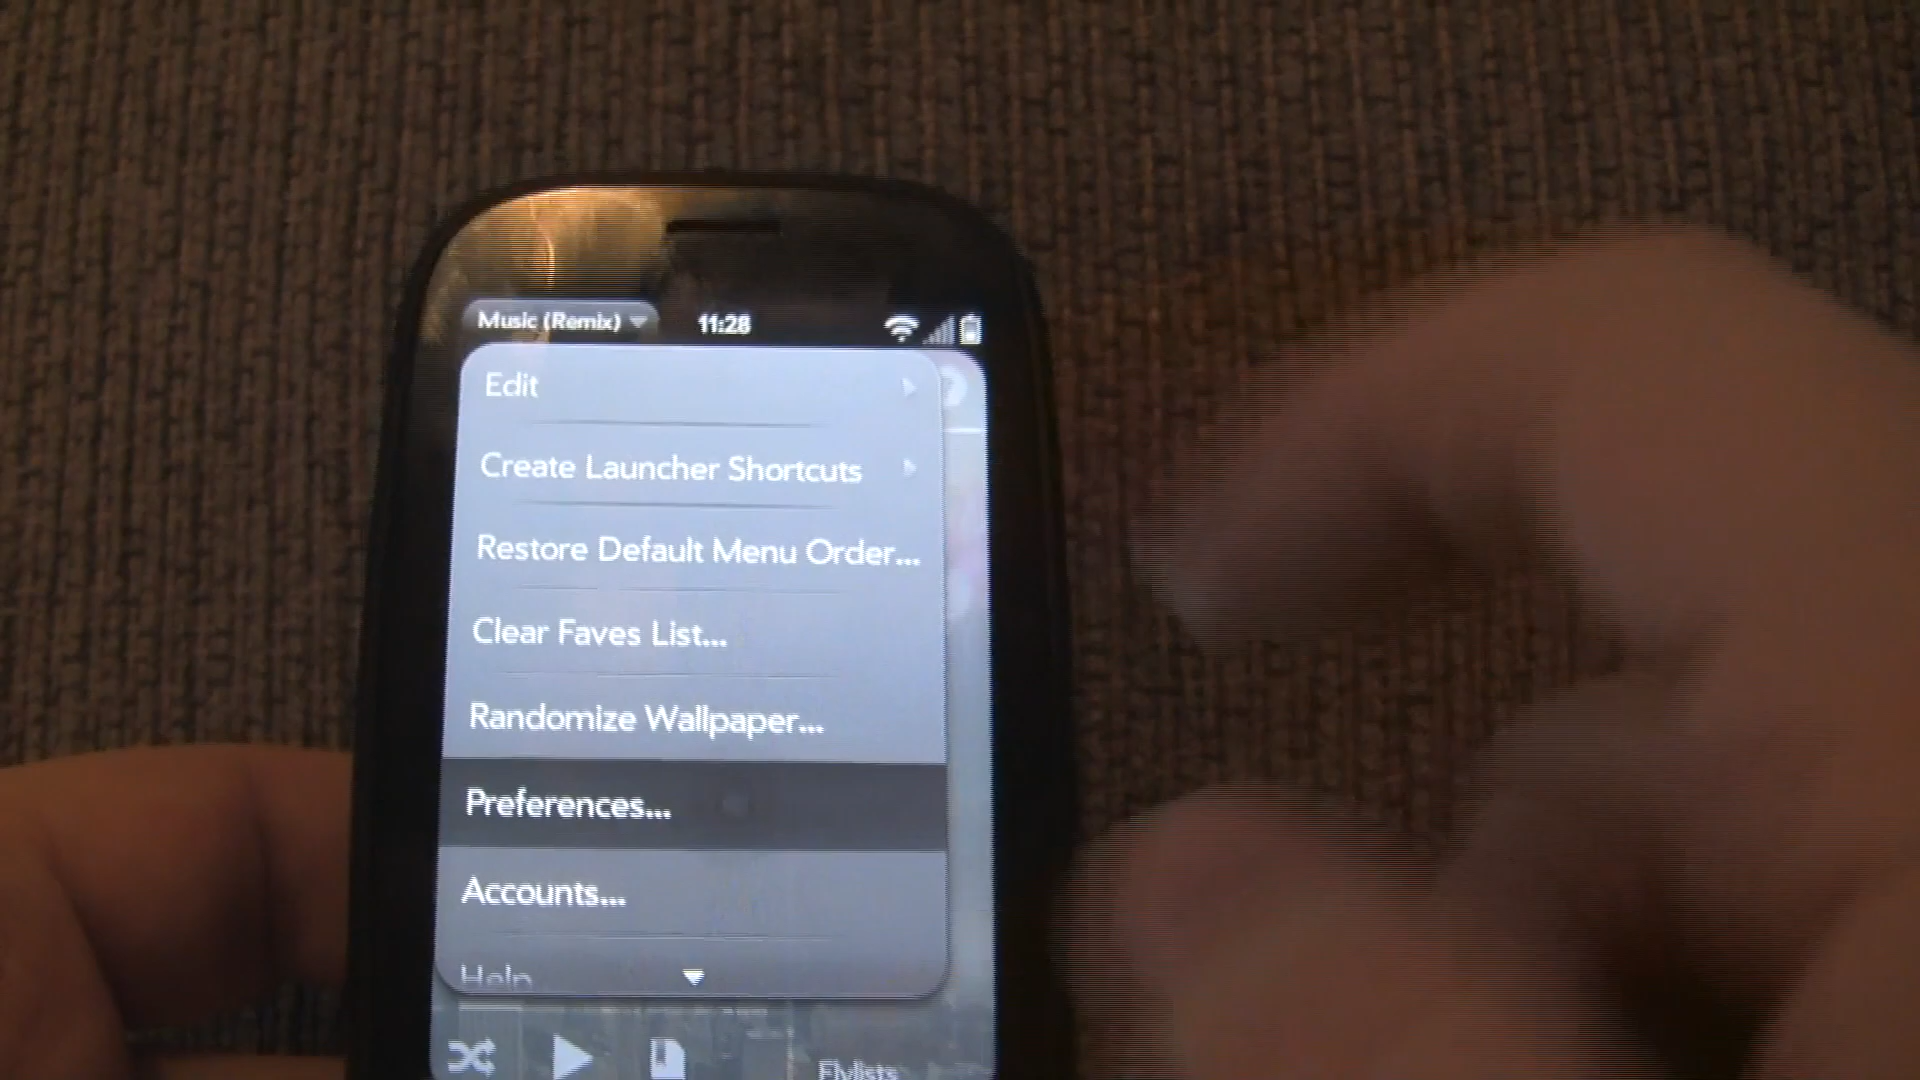 Music (Remix)
11:28
Edit
Create Launcher Shortcuts
Restore Default Menu Order...
Clear Faves List...
Randomize Wallpaper...
Preferences...
Accounts...
Help
Flylists